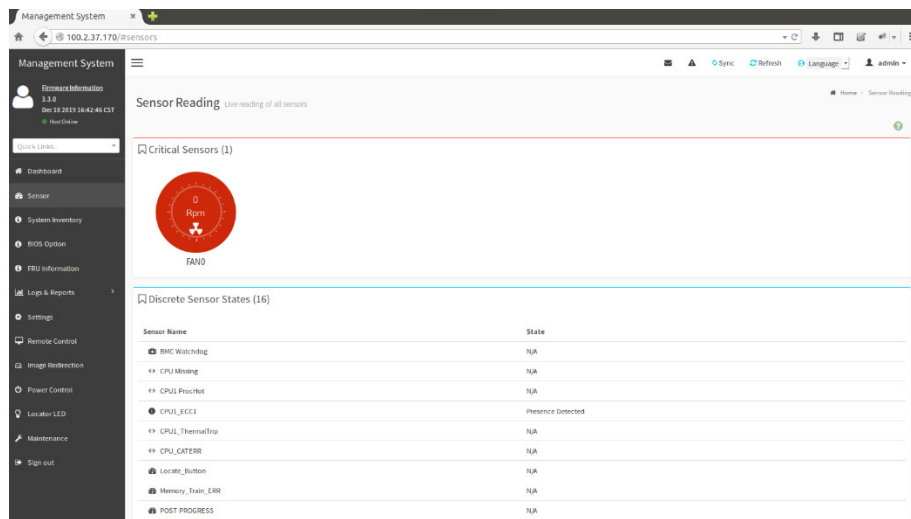 Management System
100.2.37.170/#sensors
Management System
Sync
Refresh
Language
admin
Firmware Information
3.3.0
Dec 18 2019 16:42:46 CST
Host Online
Sensor Reading Live reading of all sensors
Home - Sensor Reading
Quick Links..
Critical Sensors (1)
Dashboard
Sensor
System Inventory
BIOS Option
FRU Information
Logs & Reports
Settings
Remote Control
Image Redirection
Power Control
Locator LED
Maintenance
Sign out
0
Rpm
FAN0
Discrete Sensor States (16)
Sensor Name State
BMC Watchdog N/A
CPU Missing N/A
CPU1 ProcHot N/A
Presence Detected
CPU1_ThermalTrip N/A
CPU_CATERR N/A
Locate_Button N/A
Memory_Train_ERR N/A
POST PROGRESS N/A